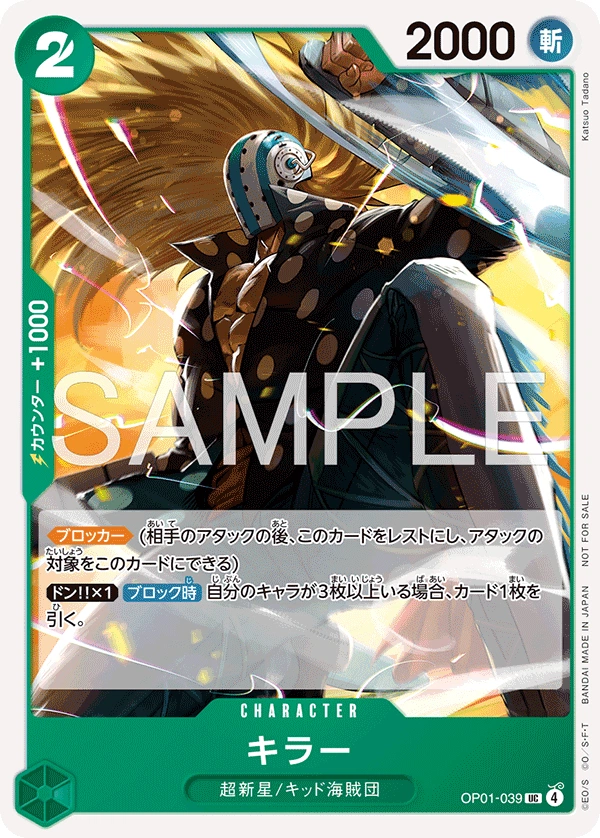 2
2000
斬
Katsuo Tadano
カウンター +1000
SAMPLE
ブロッカー (相手のアタックの後、このカードをレストにし、アタックの
対象をこのカードにできる)
ドン!!×1 ブロック時 自分のキャラが3枚以上いる場合、カード1枚を
引く。
CHARACTER
キラー
超新星/キッド海賊団
OP01-039 UC 4
©EO/S ©O/S・F・T BANDAI MADE IN JAPAN NOT FOR SALE